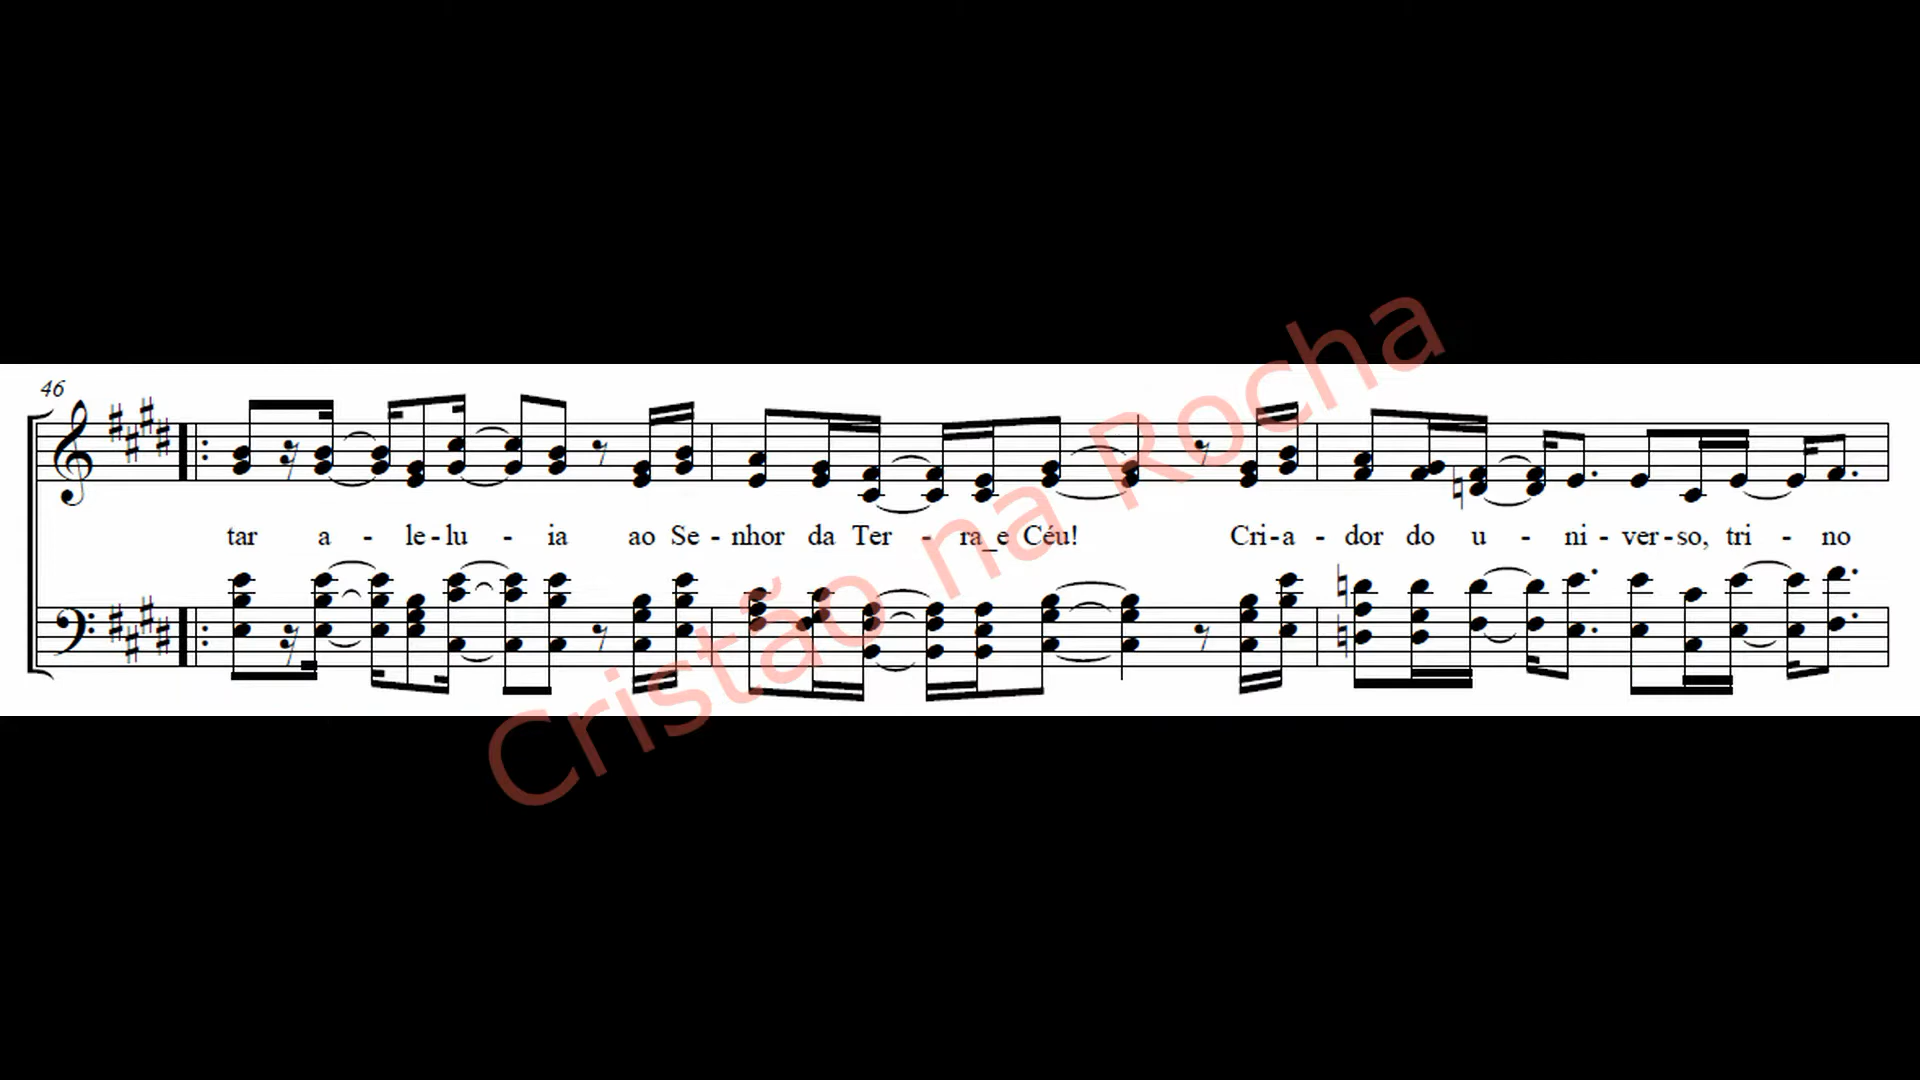 46
tar a - le - lu - ia ao Se - nhor da Ter - ra_e Céu! Cri - a - dor do u - ni - ver - so, tri - no
Cristão na Rocha